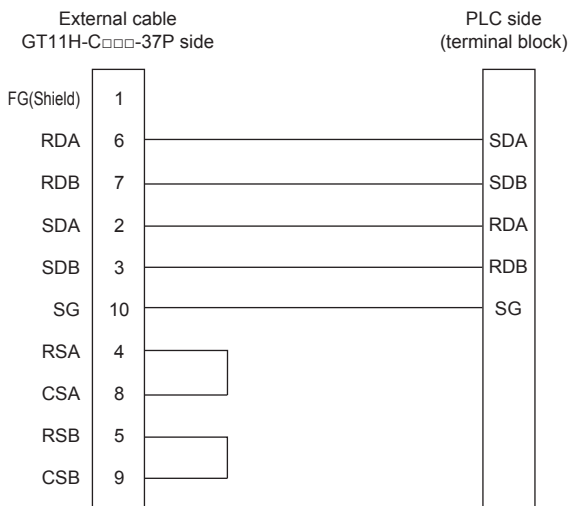 External cable
GT11H-C□□□-37P side
PLC side
(terminal block)
FG(Shield) 1
RDA 6 SDA
RDB 7 SDB
SDA 2 RDA
SDB 3 RDB
SG 10 SG
RSA 4
CSA 8
RSB 5
CSB 9